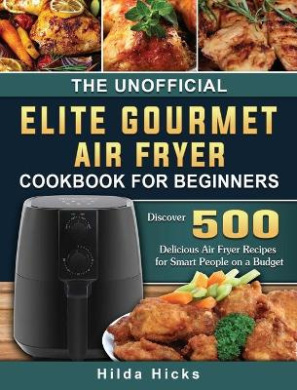 THE UNOFFICIAL
ELITE GOURMET
AIR FRYER
COOKBOOK FOR BEGINNERS
Discover 500
Delicious Air Fryer Recipes
for Smart People on a Budget
Hilda Hicks